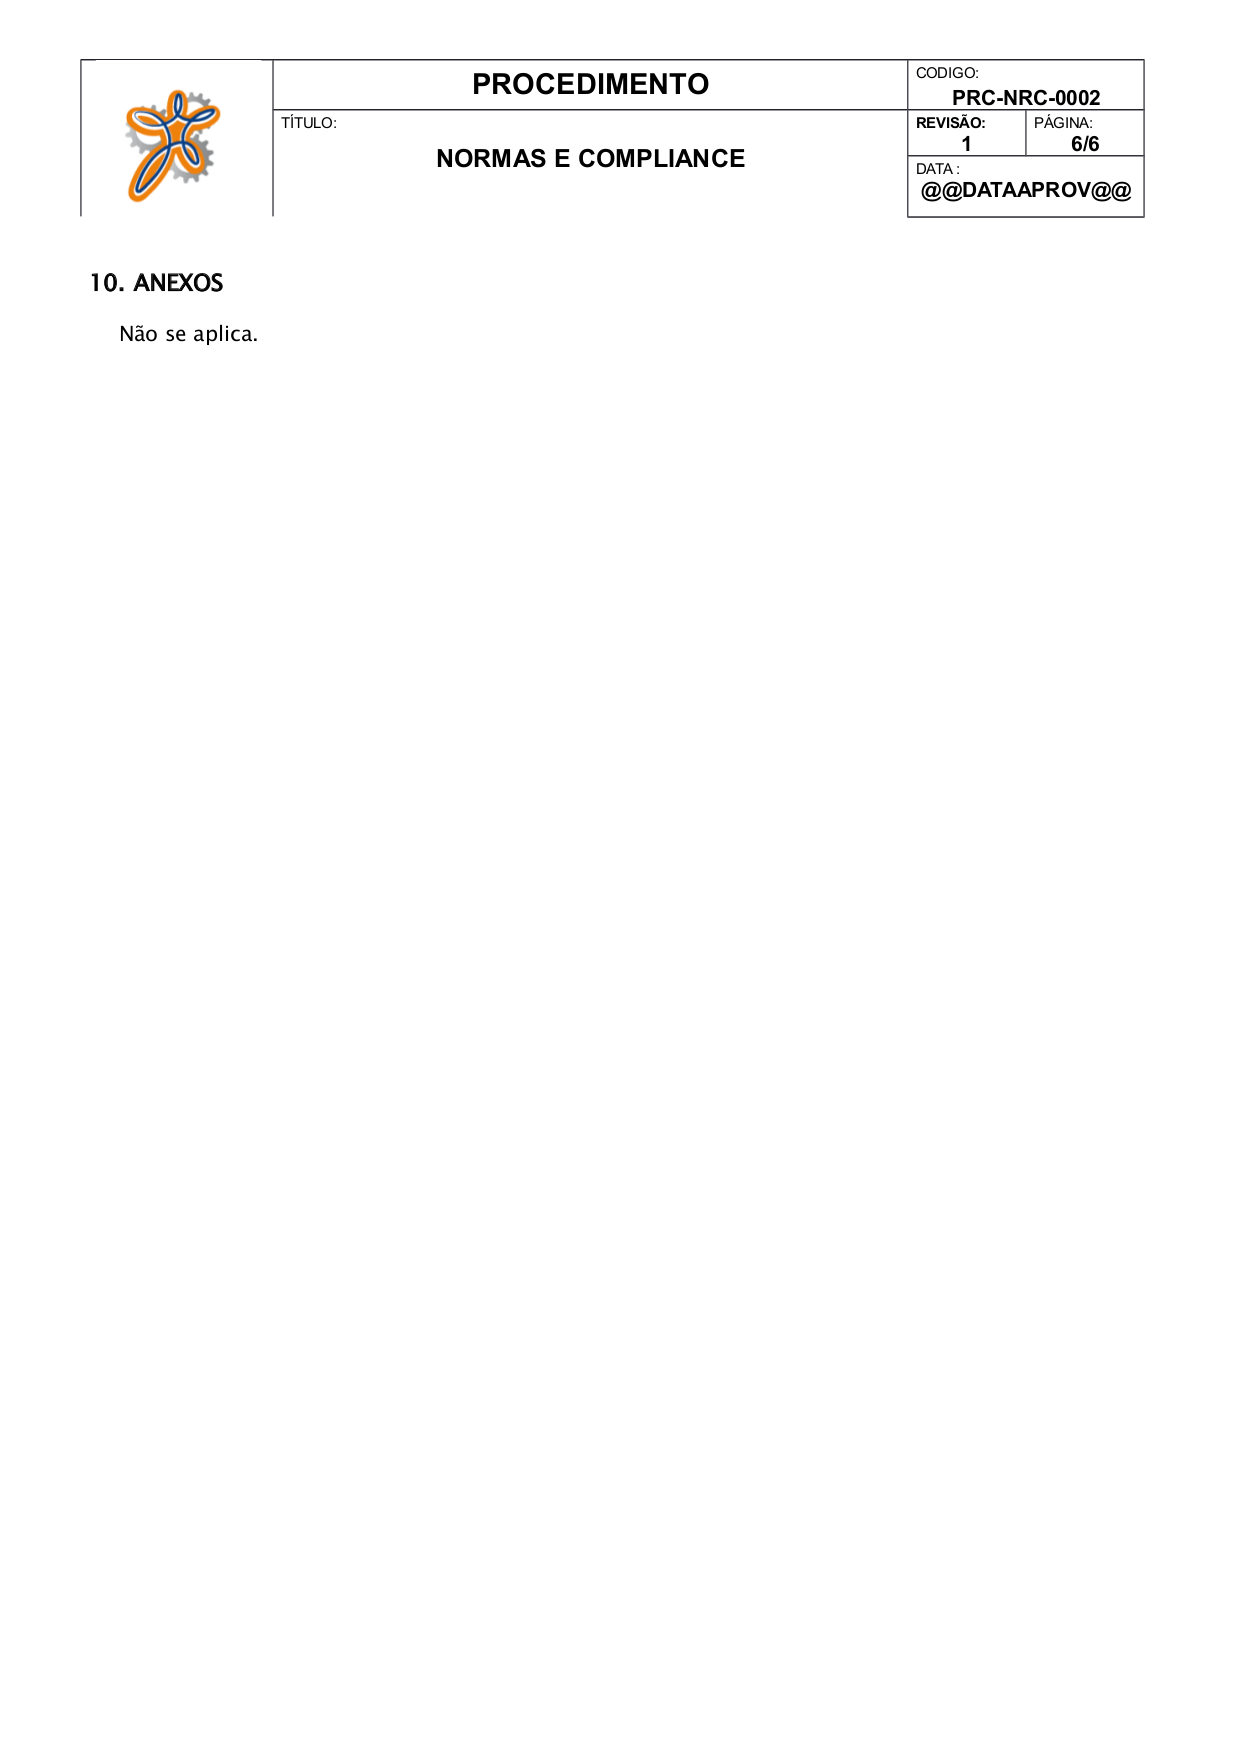 PROCEDIMENTO
CODIGO:
PRC-NRC-0002
TÍTULO:
NORMAS E COMPLIANCE
REVISÃO:
1
PÁGINA:
6/6
DATA :
@@DATAAPROV@@
10. ANEXOS
Não se aplica.